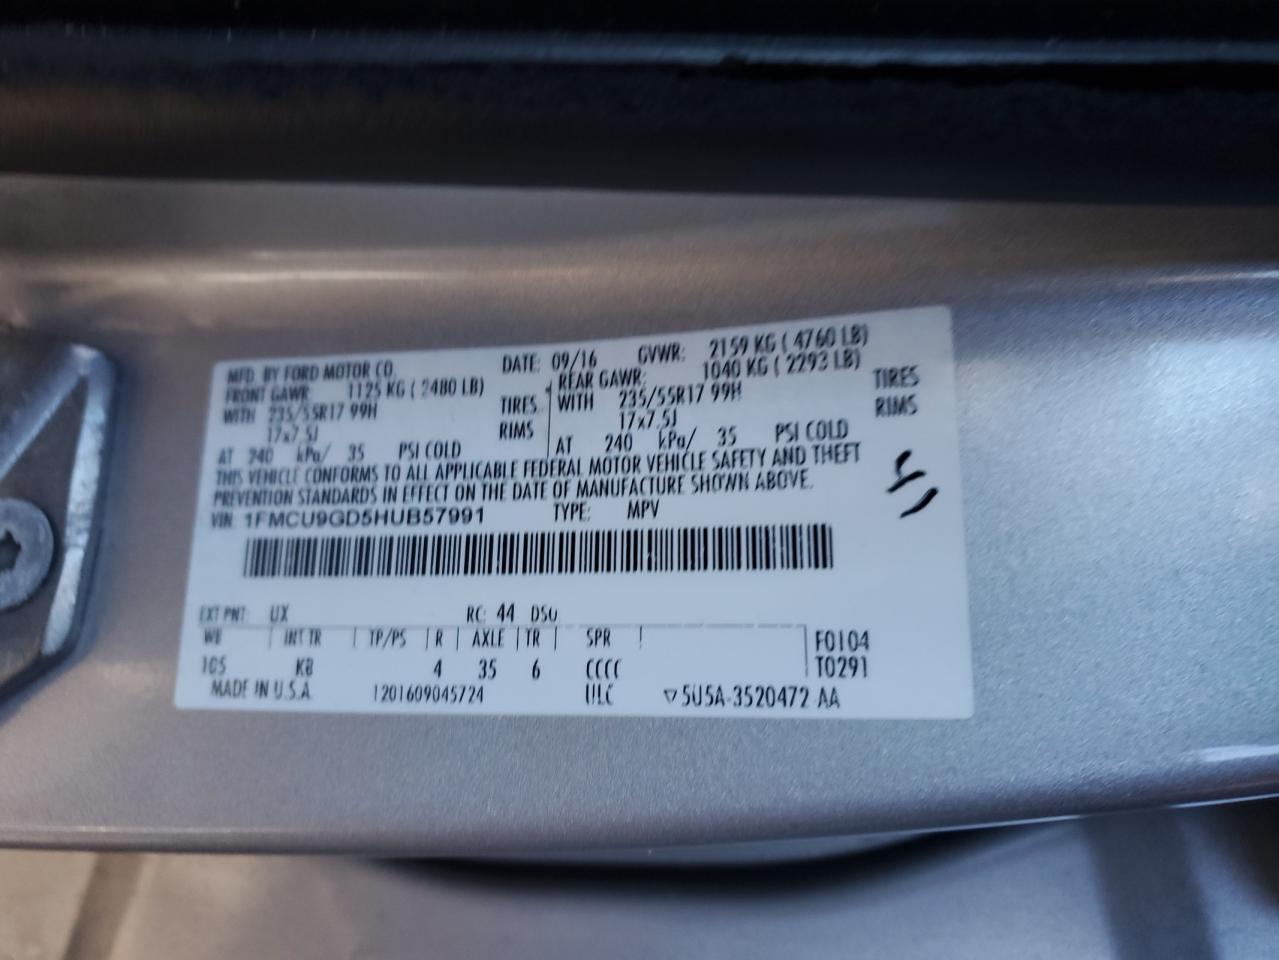 MFD. BY FORD MOTOR CO. DATE: 09/16 GVWR: 2159 KG ( 4760 LB)
FRONT GAWR: 1125 KG ( 2480 LB) REAR GAWR: 1040 KG ( 2293 LB)
WITH 235/55R17 99H TIRES WITH 235/55R17 99H TIRES
17x7.5J RIMS 17x7.5J RIMS
AT 240 kPa/ 35 PSI COLD AT 240 kPa/ 35 PSI COLD
THIS VEHICLE CONFORMS TO ALL APPLICABLE FEDERAL MOTOR VEHICLE SAFETY AND THEFT
PREVENTION STANDARDS IN EFFECT ON THE DATE OF MANUFACTURE SHOWN ABOVE.
VIN: 1FMCU9GD5HUB57991 TYPE: MPV
EXT PNT: UX RC: 44 DSO
WB INT TR TP/PS R AXLE TR SPR F0104
105 KB 4 35 6 CCCC T0291
MADE IN U.S.A. 1201609045724 ULC ▽5U5A-3520472 AA